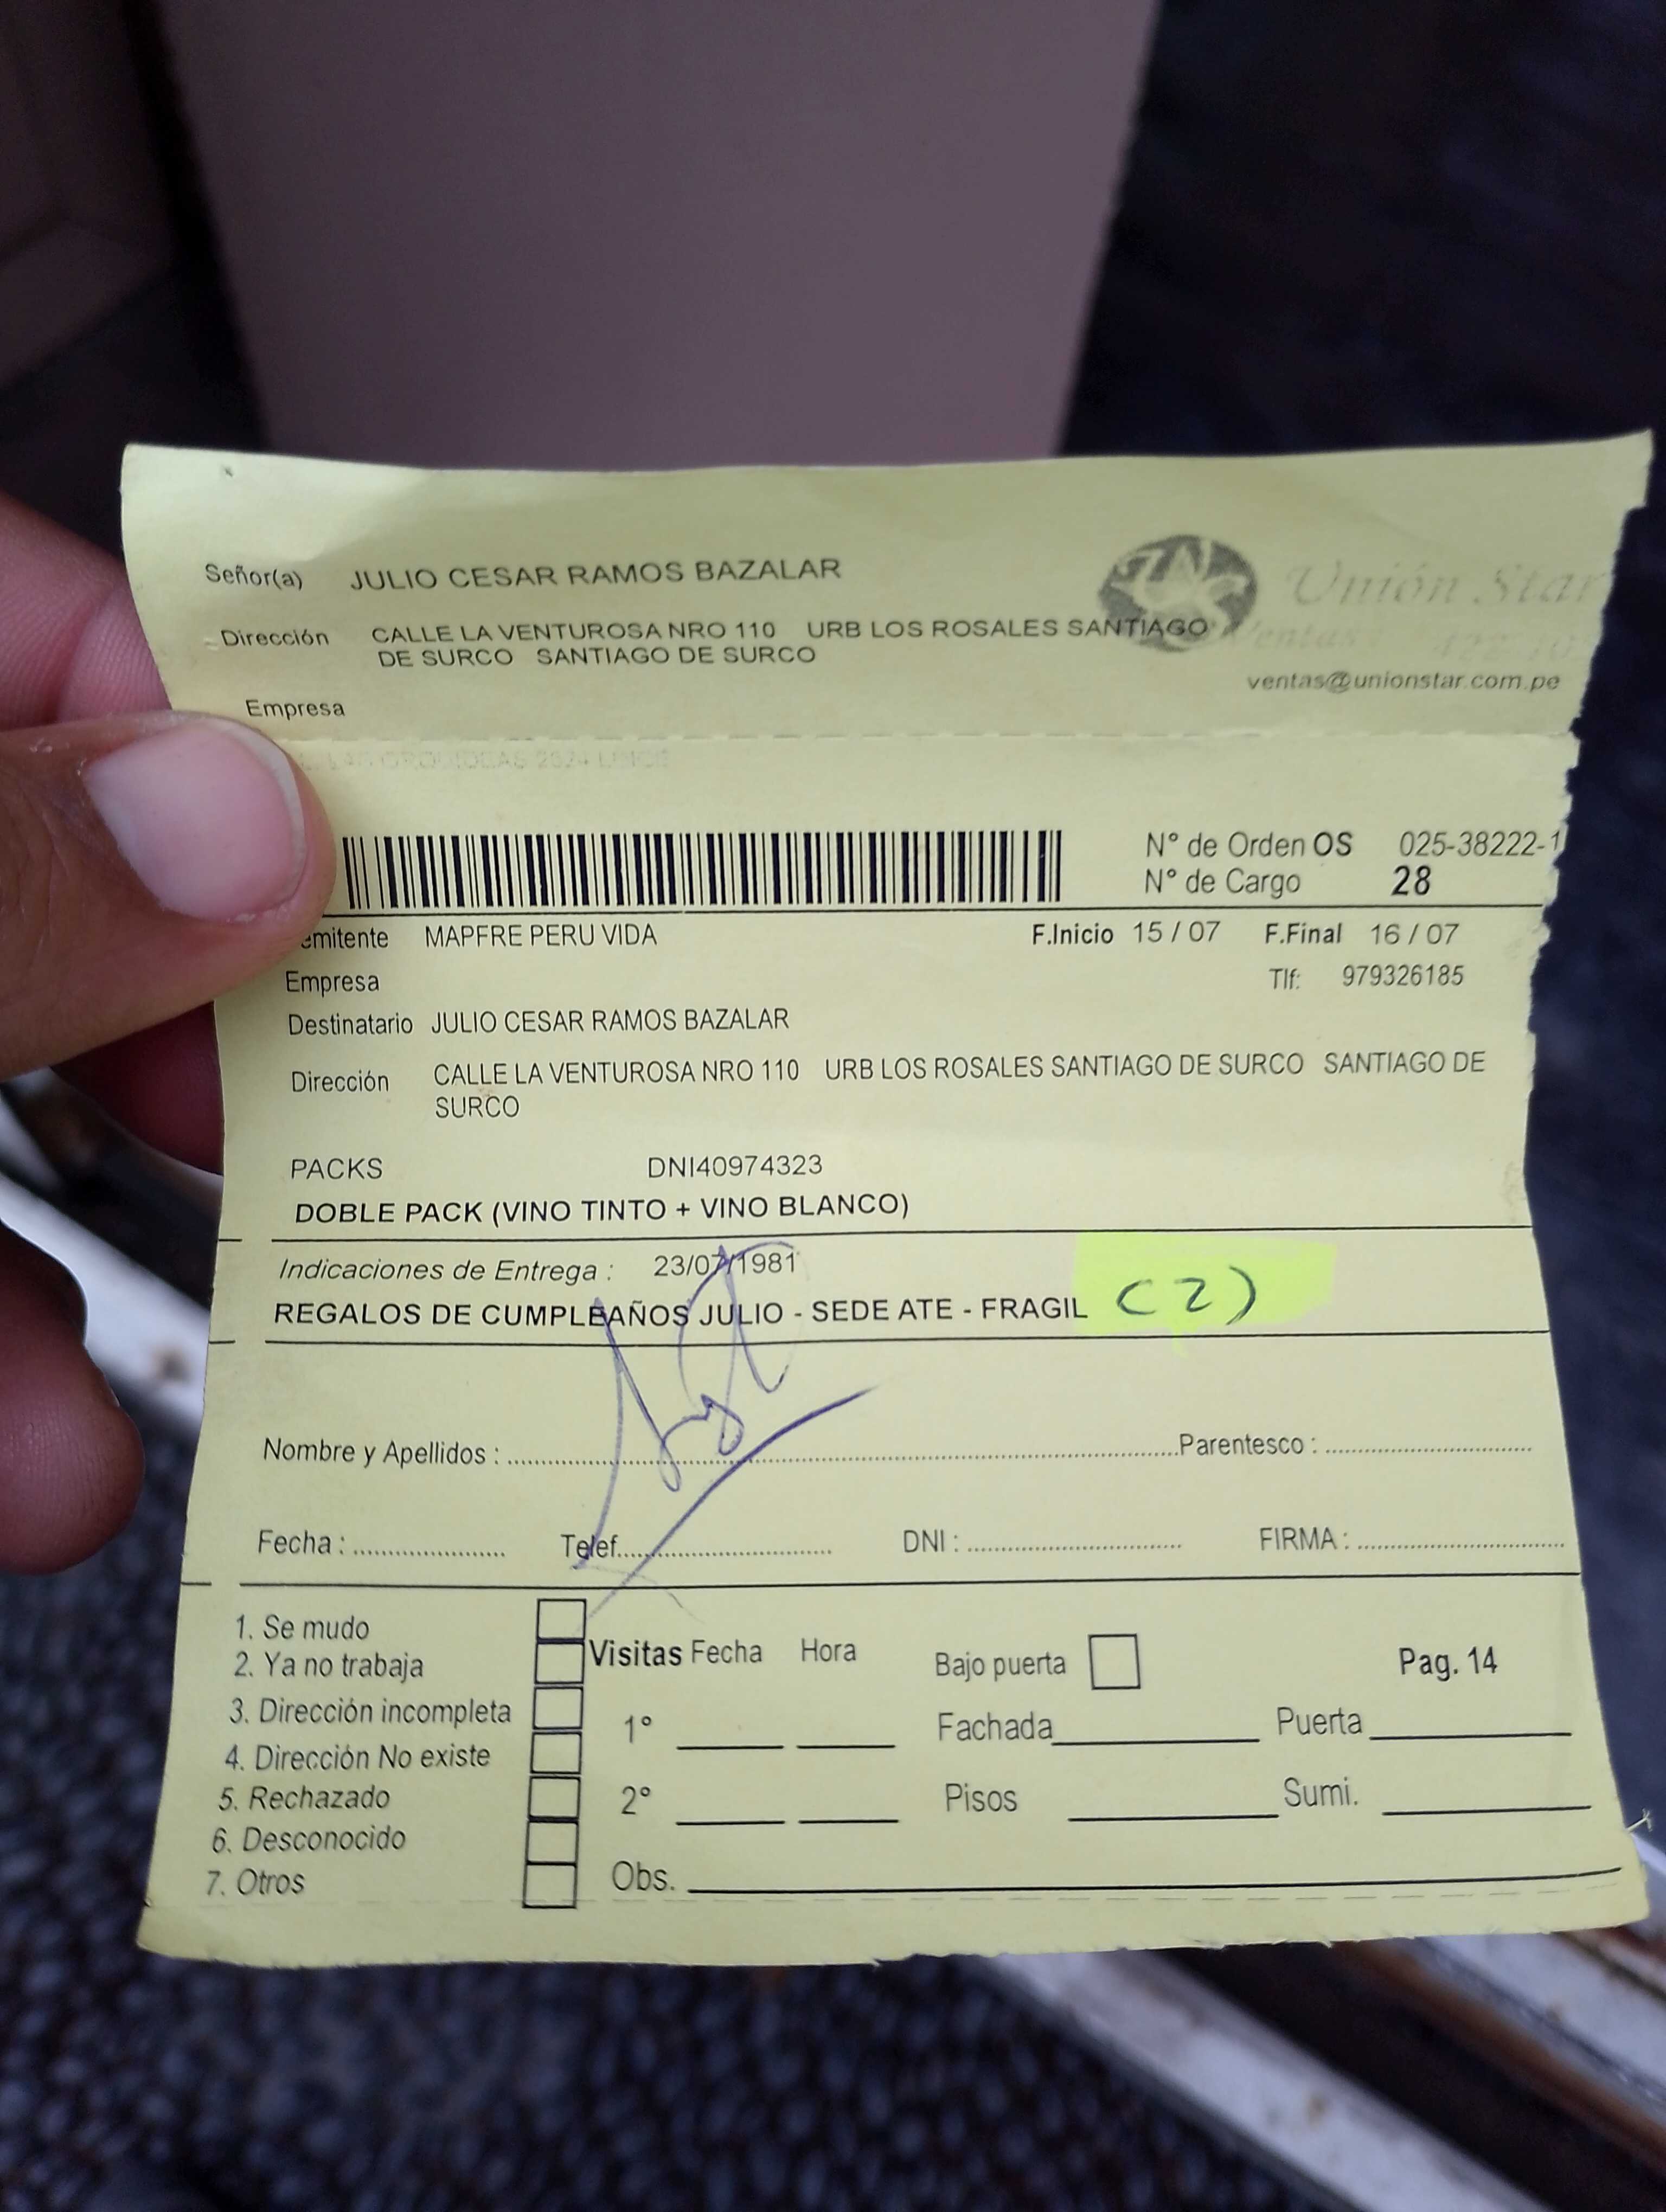 Señor(a) JULIO CESAR RAMOS BAZALAR
Unión Star
Dirección CALLE LA VENTUROSA NRO 110 URB LOS ROSALES SANTIAGO
DE SURCO SANTIAGO DE SURCO
Ventas
ventas@unionstar.com.pe
Empresa
LAS ORQUIDEAS 2624 LINCE
N° de Orden OS 025-38222-1
N° de Cargo 28
emitente MAPFRE PERU VIDA F.Inicio 15 / 07 F.Final 16 / 07
Empresa Tlf: 979326185
Destinatario JULIO CESAR RAMOS BAZALAR
Dirección CALLE LA VENTUROSA NRO 110 URB LOS ROSALES SANTIAGO DE SURCO SANTIAGO DE
SURCO
PACKS DNI40974323
DOBLE PACK (VINO TINTO + VINO BLANCO)
Indicaciones de Entrega : 23/07/1981
REGALOS DE CUMPLEAÑOS JULIO - SEDE ATE - FRAGIL (2)
Nombre y Apellidos : Parentesco :
Fecha : Telef. DNI : FIRMA :
1. Se mudo
2. Ya no trabaja
3. Dirección incompleta
4. Dirección No existe
5. Rechazado
6. Desconocido
7. Otros
Visitas Fecha Hora Bajo puerta Pag. 14
1° Fachada Puerta
2° Pisos Sumi.
Obs.